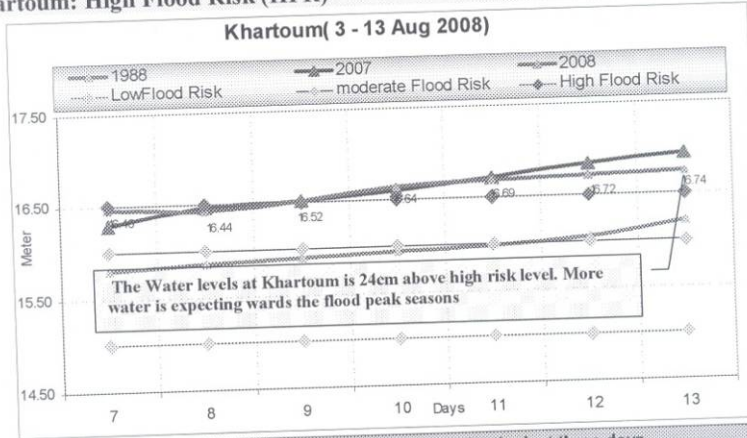 Khartoum: High Flood Risk
Khartoum( 3 - 13 Aug 2008)
1988 2007 2008
LowFlood Risk moderate Flood Risk High Flood Risk
17.50
16.50
15.50
14.50
Meter
16.44 16.52 16.64 16.69 16.72 16.74
The Water levels at Khartoum is 24cm above high risk level. More
water is expecting wards the flood peak seasons
7 8 9 10 Days 11 12 13